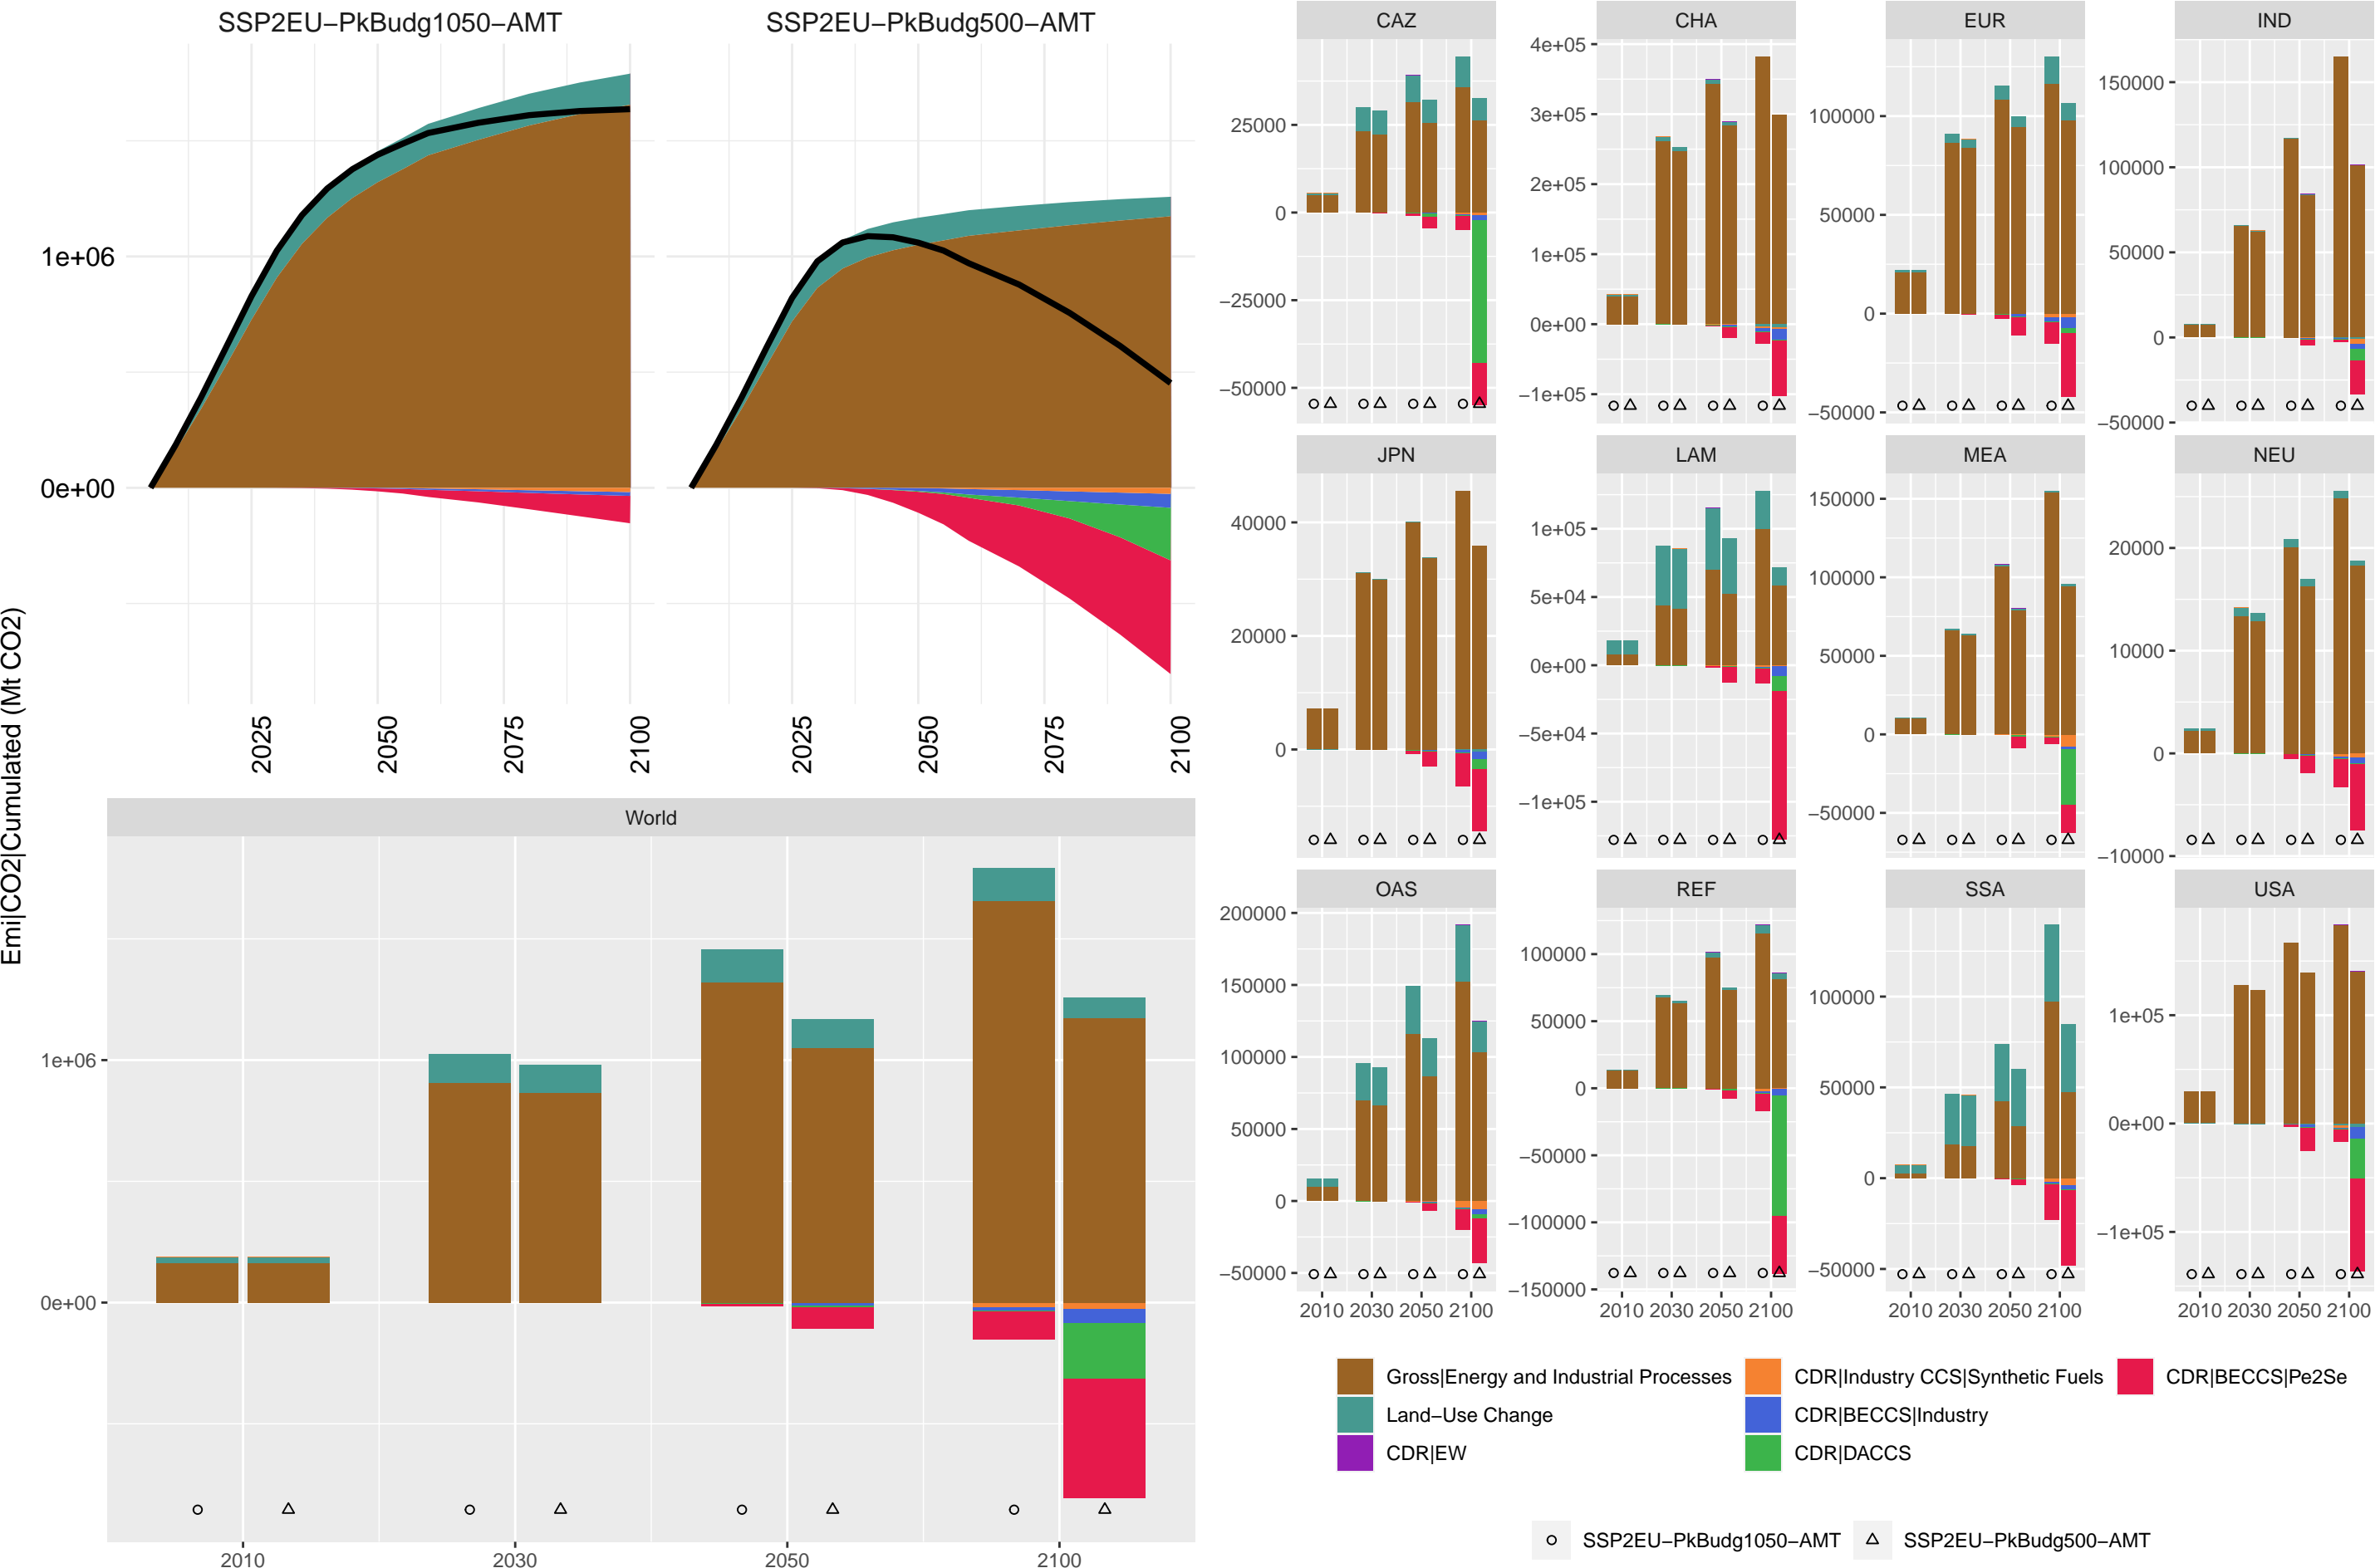 SSP2EU−PkBudg1050−AMT
SSP2EU−PkBudg500−AMT
1e+06
0e+00
2025
2050
2075
2100
2025
2050
2075
2100
Emi|CO2|Cumulated (Mt CO2)
World
1e+06
0e+00
2010
2030
2050
2100
CAZ
25000
0
−25000
−50000
CHA
4e+05
3e+05
2e+05
1e+05
0e+00
−1e+05
EUR
100000
50000
0
−50000
IND
150000
100000
50000
0
−50000
JPN
40000
20000
0
LAM
1e+05
5e+04
0e+00
−5e+04
−1e+05
MEA
150000
100000
50000
0
−50000
NEU
20000
10000
0
−10000
OAS
200000
150000
100000
50000
0
−50000
2010 2030 2050 2100
REF
100000
50000
0
−50000
−100000
−150000
2010 2030 2050 2100
SSA
100000
50000
0
−50000
2010 2030 2050 2100
USA
1e+05
0e+00
−1e+05
2010 2030 2050 2100
Gross|Energy and Industrial Processes
Land−Use Change
CDR|EW
CDR|Industry CCS|Synthetic Fuels
CDR|BECCS|Industry
CDR|DACCS
CDR|BECCS|Pe2Se
SSP2EU−PkBudg1050−AMT
SSP2EU−PkBudg500−AMT